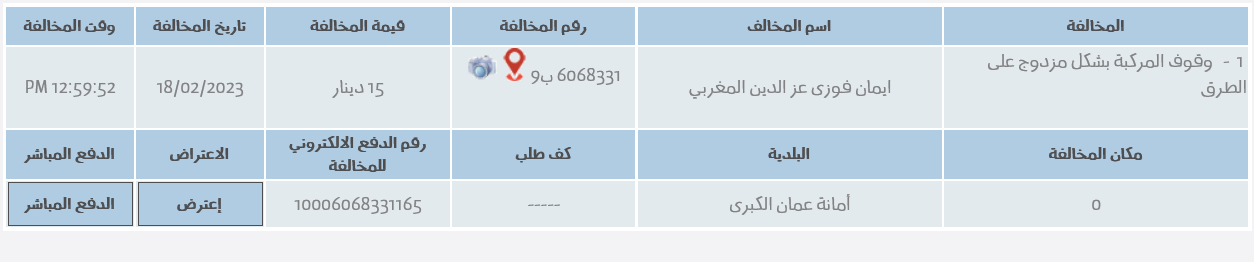 المخالفة
اسم المخالف
رقم المخالفة
قيمة المخالفة
تاريخ المخالفة
وقت المخالفة
1 - وقوف المركبة بشكل مزدوج على
الطرق
ايمان فوزى عز الدين المغربي
6068331 ب9
15 دينار
18/02/2023
12:59:52 PM
مكان المخالفة
البلدية
كف طلب
رقم الدفع الالكتروني
للمخالفة
الاعتراض
الدفع المباشر
0
أمانة عمان الكبرى
-----
10006068331165
إعترض
الدفع المباشر